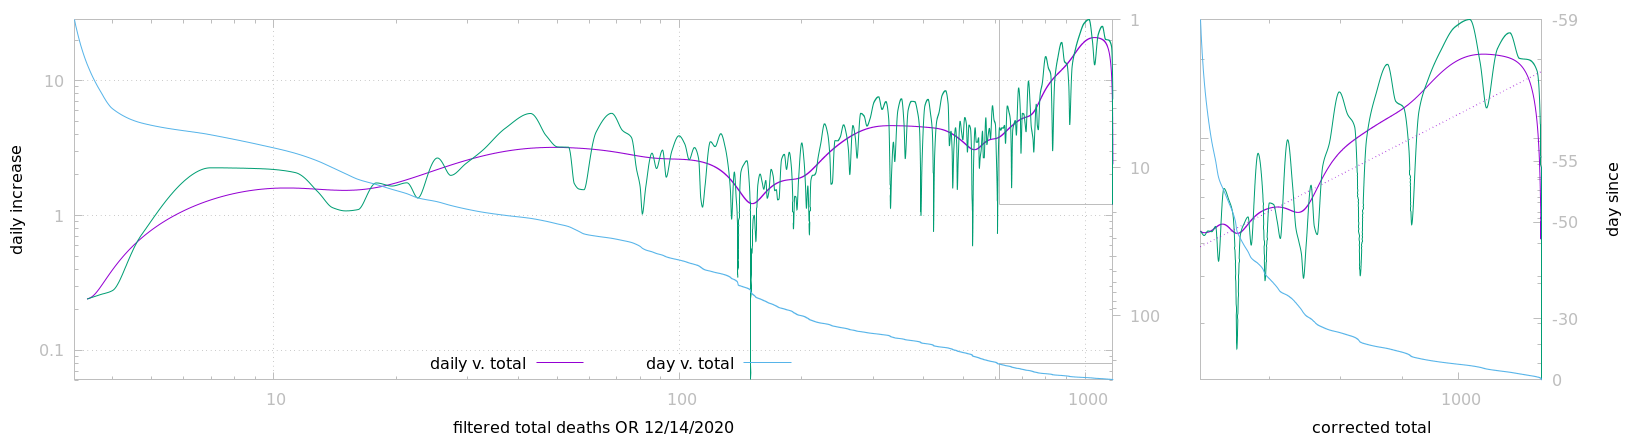 daily increase
10
1
0.1
10
100
1000
filtered total deaths OR 12/14/2020
daily v. total
day v. total
1
10
100
1000
corrected total
-59
-55
-50
-30
0
day since